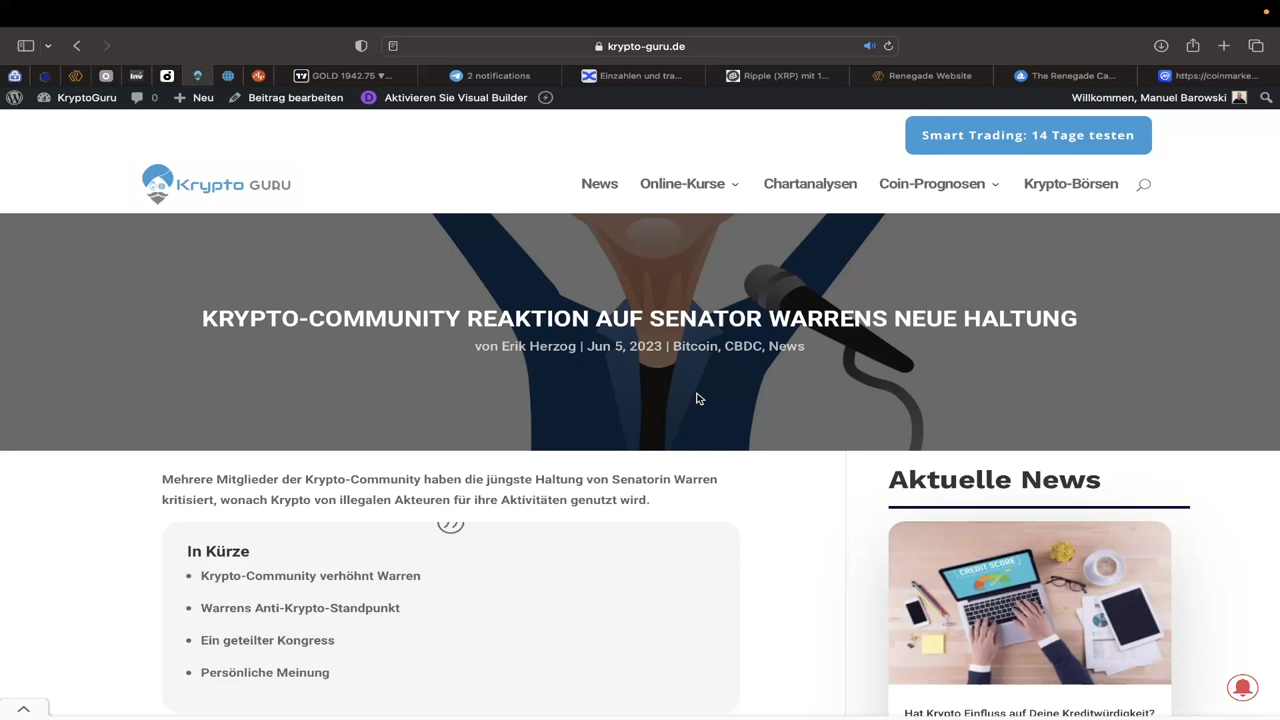 krypto-guru.de
GOLD 1942.75 ▼...
2 notifications
Einzahlen und tra...
Ripple (XRP) mit 1...
Renegade Website
The Renegade Ca...
https://coinmarke...
KryptoGuru
0
Neu
Beitrag bearbeiten
Aktivieren Sie Visual Builder
Willkommen, Manuel Barowski
Smart Trading: 14 Tage testen
Krypto GURU
News
Online-Kurse
Chartanalysen
Coin-Prognosen
Krypto-Börsen
KRYPTO-COMMUNITY REAKTION AUF SENATOR WARRENS NEUE HALTUNG
von Erik Herzog | Jun 5, 2023 | Bitcoin, CBDC, News
Mehrere Mitglieder der Krypto-Community haben die jüngste Haltung von Senatorin Warren
kritisiert, wonach Krypto von illegalen Akteuren für ihre Aktivitäten genutzt wird.
In Kürze
Krypto-Community verhöhnt Warren
Warrens Anti-Krypto-Standpunkt
Ein geteilter Kongress
Persönliche Meinung
Aktuelle News
CREDIT SCORE
Hat Krypto Einfluss auf Deine Kreditwürdigkeit?